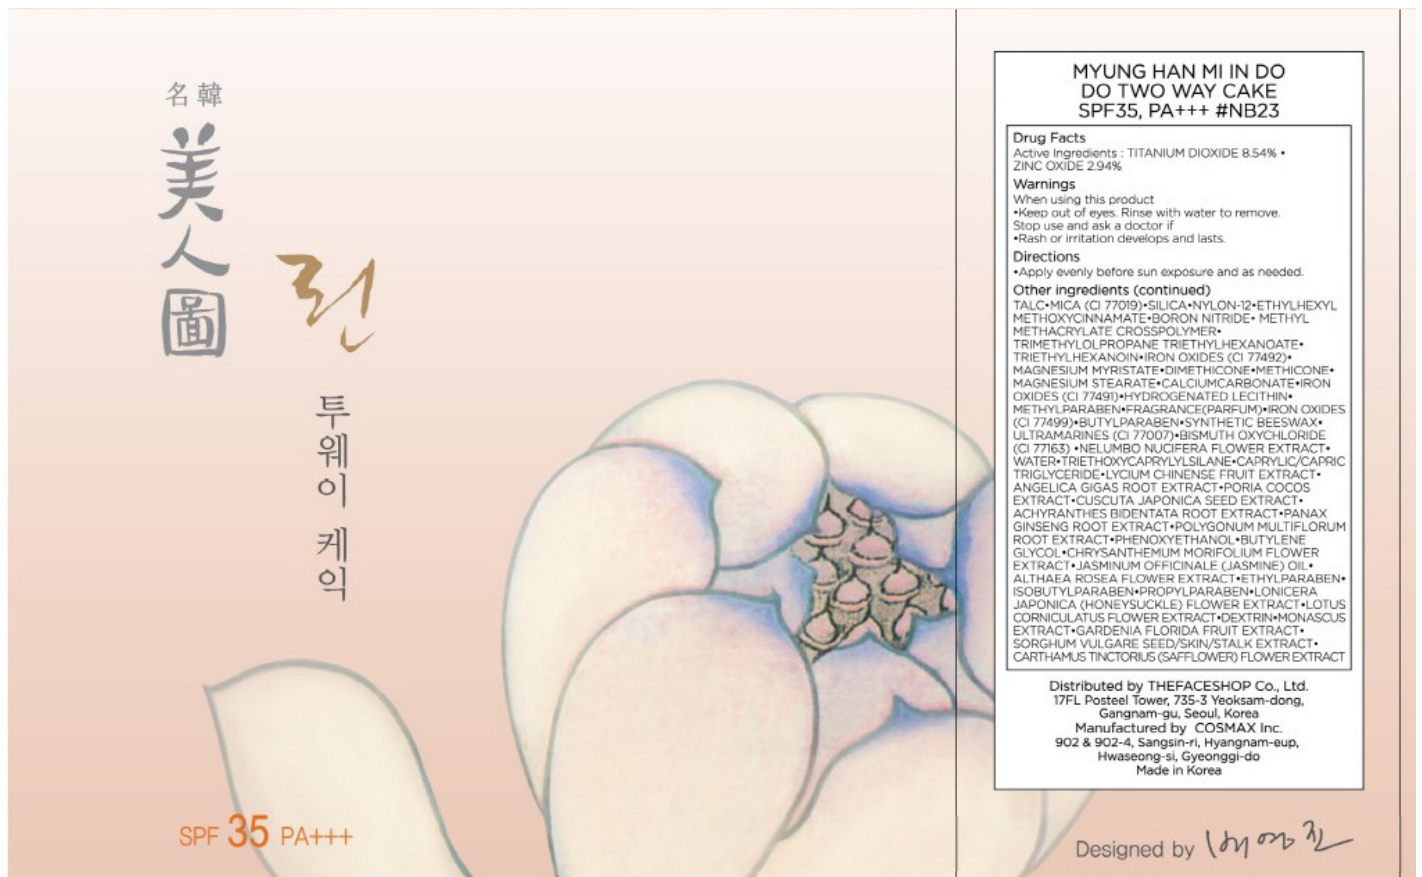 名韓
美人圖
린
투웨이 케익
SPF 35 PA+++
MYUNG HAN MI IN DO
DO TWO WAY CAKE
SPF35, PA+++ #NB23
Drug Facts
Active Ingredients : TITANIUM DIOXIDE 8.54% •
ZINC OXIDE 2.94%
Warnings
When using this product
•Keep out of eyes. Rinse with water to remove.
Stop use and ask a doctor if
•Rash or irritation develops and lasts.
Directions
•Apply evenly before sun exposure and as needed.
Other ingredients (continued)
TALC•MICA (CI 77019)•SILICA•NYLON-12•ETHYLHEXYL
METHOXYCINNAMATE•BORON NITRIDE• METHYL
METHACRYLATE CROSSPOLYMER•
TRIMETHYLOLPROPANE TRIETHYLHEXANOATE•
TRIETHYLHEXANOIN•IRON OXIDES (CI 77492)•
MAGNESIUM MYRISTATE•DIMETHICONE•METHICONE•
MAGNESIUM STEARATE•CALCIUMCARBONATE•IRON
OXIDES (CI 77491)•HYDROGENATED LECITHIN•
METHYLPARABEN•FRAGRANCE(PARFUM)•IRON OXIDES
(CI 77499)•BUTYLPARABEN•SYNTHETIC BEESWAX•
ULTRAMARINES (CI 77007)•BISMUTH OXYCHLORIDE
(CI 77163) •NELUMBO NUCIFERA FLOWER EXTRACT•
WATER•TRIETHOXYCAPRYLYLSILANE•CAPRYLIC/CAPRIC
TRIGLYCERIDE•LYCIUM CHINENSE FRUIT EXTRACT•
ANGELICA GIGAS ROOT EXTRACT•PORIA COCOS
EXTRACT•CUSCUTA JAPONICA SEED EXTRACT•
ACHYRANTHES BIDENTATA ROOT EXTRACT•PANAX
GINSENG ROOT EXTRACT•POLYGONUM MULTIFLORUM
ROOT EXTRACT•PHENOXYETHANOL•BUTYLENE
GLYCOL•CHRYSANTHEMUM MORIFOLIUM FLOWER
EXTRACT•JASMINUM OFFICINALE (JASMINE) OIL•
ALTHAEA ROSEA FLOWER EXTRACT•ETHYLPARABEN•
ISOBUTYLPARABEN•PROPYLPARABEN•LONICERA
JAPONICA (HONEYSUCKLE) FLOWER EXTRACT•LOTUS
CORNICULATUS FLOWER EXTRACT•DEXTRIN•MONASCUS
EXTRACT•GARDENIA FLORIDA FRUIT EXTRACT•
SORGHUM VULGARE SEED/SKIN/STALK EXTRACT•
CARTHAMUS TINCTORIUS (SAFFLOWER) FLOWER EXTRACT
Distributed by THEFACESHOP Co., Ltd.
17FL Posteel Tower, 735-3 Yeoksam-dong,
Gangnam-gu, Seoul, Korea
Manufactured by COSMAX Inc.
902 & 902-4, Sangsin-ri, Hyangnam-eup,
Hwaseong-si, Gyeonggi-do
Made in Korea
Designed by